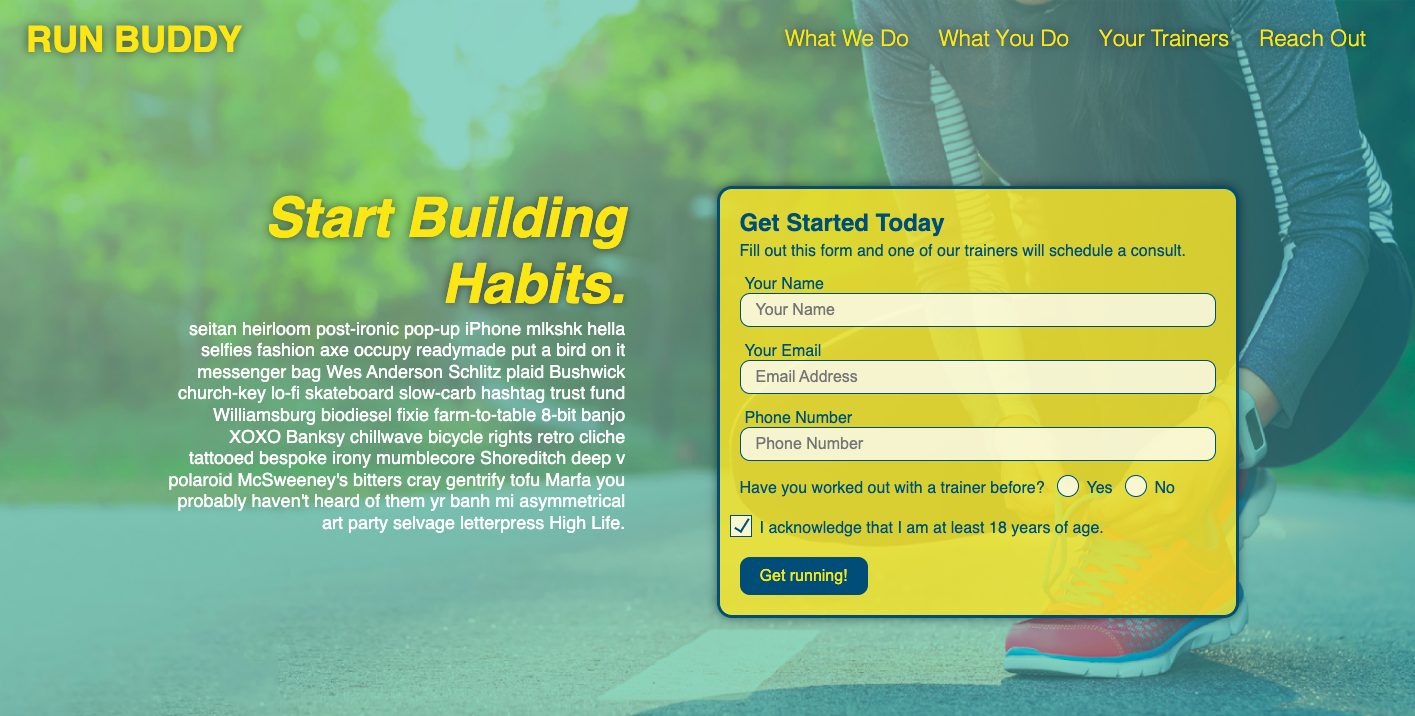 RUN BUDDY
What We Do
What You Do
Your Trainers
Reach Out
Start Building
Habits.
seitan heirloom post-ironic pop-up iPhone mlkshk hella
selfies fashion axe occupy readymade put a bird on it
messenger bag Wes Anderson Schlitz plaid Bushwick
church-key lo-fi skateboard slow-carb hashtag trust fund
Williamsburg biodiesel fixie farm-to-table 8-bit banjo
XOXO Banksy chillwave bicycle rights retro cliche
tattooed bespoke irony mumblecore Shoreditch deep v
polaroid McSweeney's bitters cray gentrify tofu Marfa you
probably haven't heard of them yr banh mi asymmetrical
art party selvage letterpress High Life.
Get Started Today
Fill out this form and one of our trainers will schedule a consult.
Your Name
Your Name
Your Email
Email Address
Phone Number
Phone Number
Have you worked out with a trainer before? Yes No
I acknowledge that I am at least 18 years of age.
Get running!